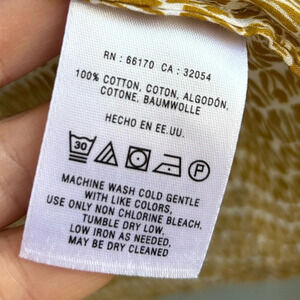 RN : 66170 CA : 32054
100% COTTON, COTON, ALGODÓN,
COTONE, BAUMWOLLE
HECHO EN EE.UU.
30 P
MACHINE WASH COLD GENTLE
WITH LIKE COLORS,
USE ONLY NON CHLORINE BLEACH,
TUMBLE DRY LOW,
LOW IRON AS NEEDED,
MAY BE DRY CLEANED